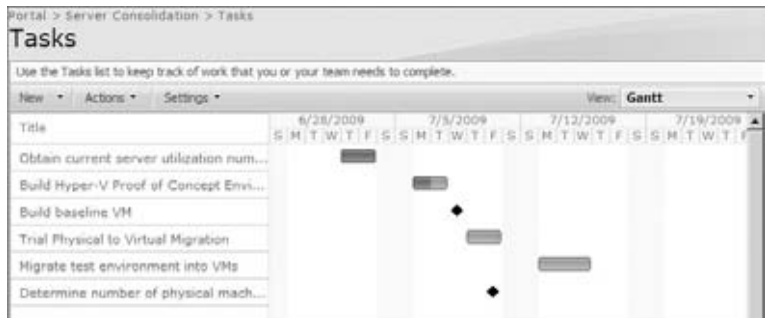 Portal > Server Consolidation > Tasks
Tasks
Use the Tasks list to keep track of work that you or your team needs to complete.
New Actions Settings View: Gantt
Title 6/28/2009 7/5/2009 7/12/2009 7/19/2009
S M T W T F S S M T W T F S S M T W T F S S M T W T F
Obtain current server utilization num...
Build Hyper-V Proof of Concept Envi...
Build baseline VM
Trial Physical to Virtual Migration
Migrate test environment into VMs
Determine number of physical mach...